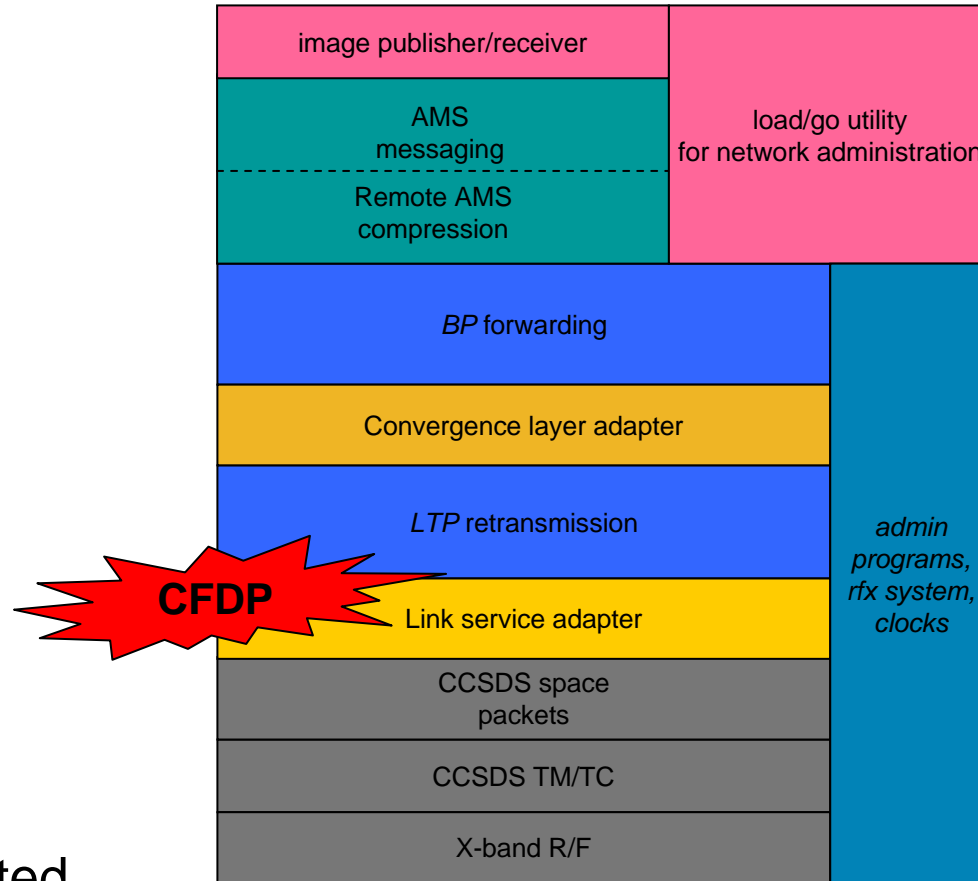 image publisher/receiver
AMS
messaging
load/go utility
for network administration
Remote AMS
compression
BP forwarding
Convergence layer adapter
LTP retransmission
admin
programs,
rfx system,
clocks
CFDP
Link service adapter
CCSDS space
packets
CCSDS TM/TC
X-band R/F